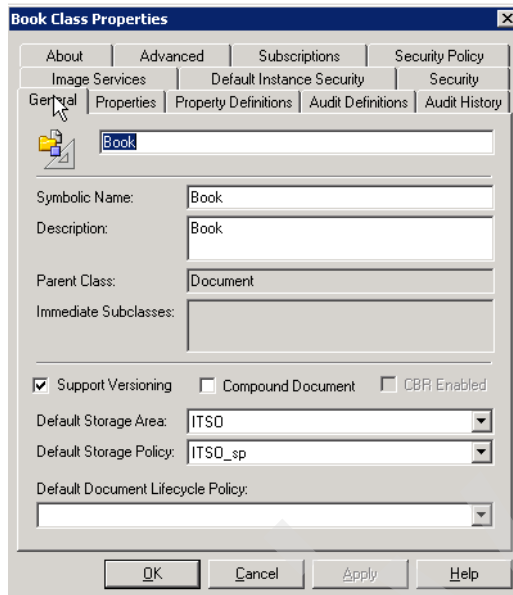 Book Class Properties
About Advanced Subscriptions Security Policy
Image Services Default Instance Security Security
General Properties Property Definitions Audit Definitions Audit History
Book
Symbolic Name: Book
Description: Book
Parent Class: Document
Immediate Subclasses:
Support Versioning Compound Document CBR Enabled
Default Storage Area: ITSO
Default Storage Policy: ITSO_sp
Default Document Lifecycle Policy:
OK Cancel Apply Help